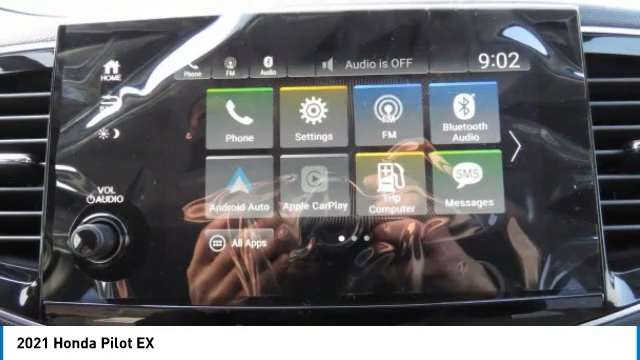 HOME
Phone
FM
Audio
Audio is OFF
9:02
VOL
AUDIO
Phone
Settings
FM
Bluetooth
Audio
Android Auto
Apple CarPlay
Trip
Computer
SMS
Messages
All Apps
2021 Honda Pilot EX